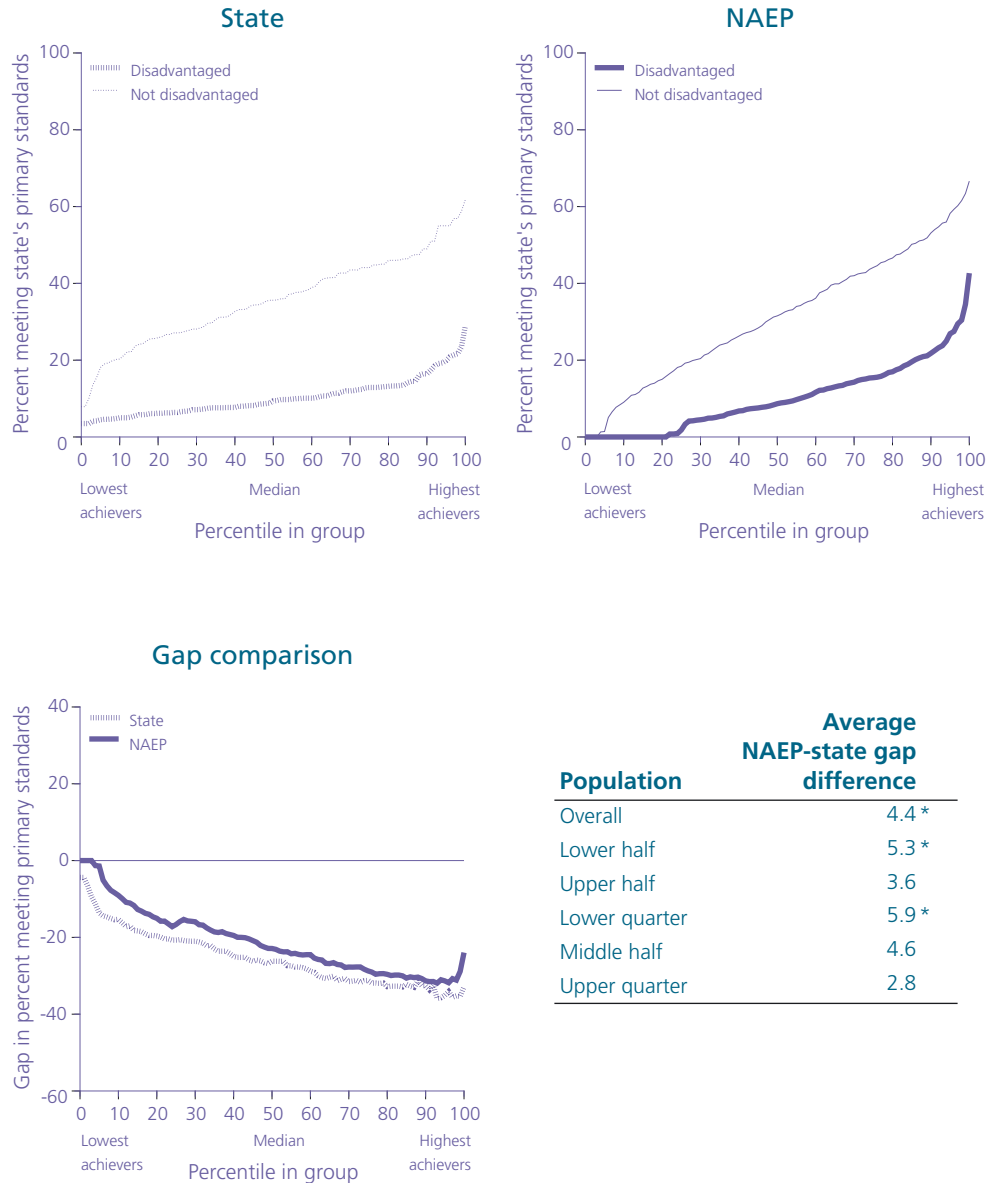 State
Percent meeting state's primary standards
100
80
60
40
20
0
Disadvantaged
Not disadvantaged
0 10 20 30 40 50 60 70 80 90 100
Lowest achievers
Median
Highest achievers
Percentile in group
NAEP
Percent meeting state's primary standards
100
80
60
40
20
0
Disadvantaged
Not disadvantaged
0 10 20 30 40 50 60 70 80 90 100
Lowest achievers
Median
Highest achievers
Percentile in group
Gap comparison
Gap in percent meeting primary standards
40
20
0
-20
-40
-60
State
NAEP
0 10 20 30 40 50 60 70 80 90 100
Lowest achievers
Median
Highest achievers
Percentile in group
Average
NAEP-state gap
Population difference
Overall 4.4 *
Lower half 5.3 *
Upper half 3.6
Lower quarter 5.9 *
Middle half 4.6
Upper quarter 2.8